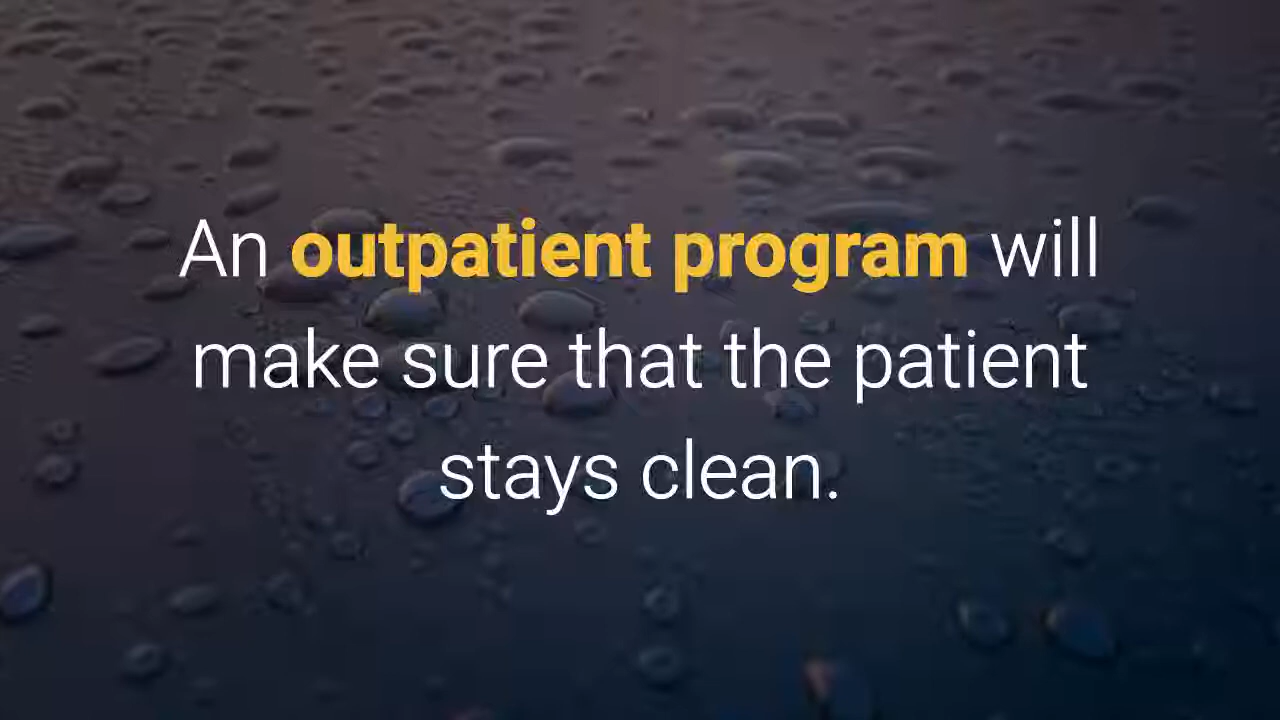 An outpatient program will
make sure that the patient
stays clean.